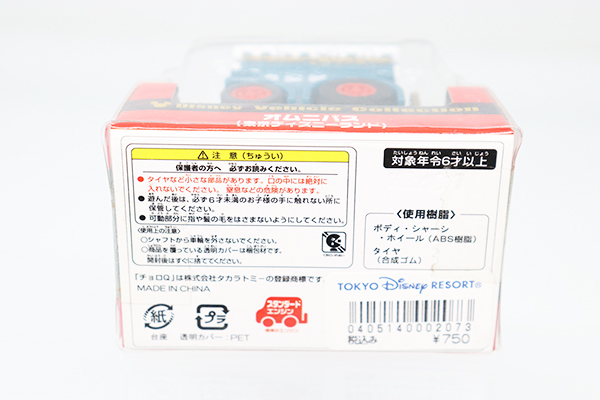 Disney Vehicle Collection
オムニバス
(東京ディズニーランド)
注意(ちゅうい)
保護者の方へ 必ずお読みください。
●タイヤなど小さな部品があります。口の中には絶対に
入れないでください。窒息などの危険があります。
●遊んだ後は、必ず6才未満のお子様の手に触れない所に
保管してください。
●可動部分に指や髪の毛をはさまないようにしてください。
<使用上の注意>
○シャフトから車輪を外さないでください。
○商品を覆っている透明カバーは梱包材です。
開封後はすぐに捨ててください。
「チョロQ」は株式会社タカラトミーの登録商標です
MADE IN CHINA
紙
台座
プラ
透明カバー:PET
スタンダード
エンジン
たいしょうねんれい さい いじょう
対象年令6才以上
〈使用樹脂〉
ボディ・シャーシ
・ホイール(ABS樹脂)
タイヤ
(合成ゴム)
TOKYO Disney RESORT®
0405140002073
税込み ¥750